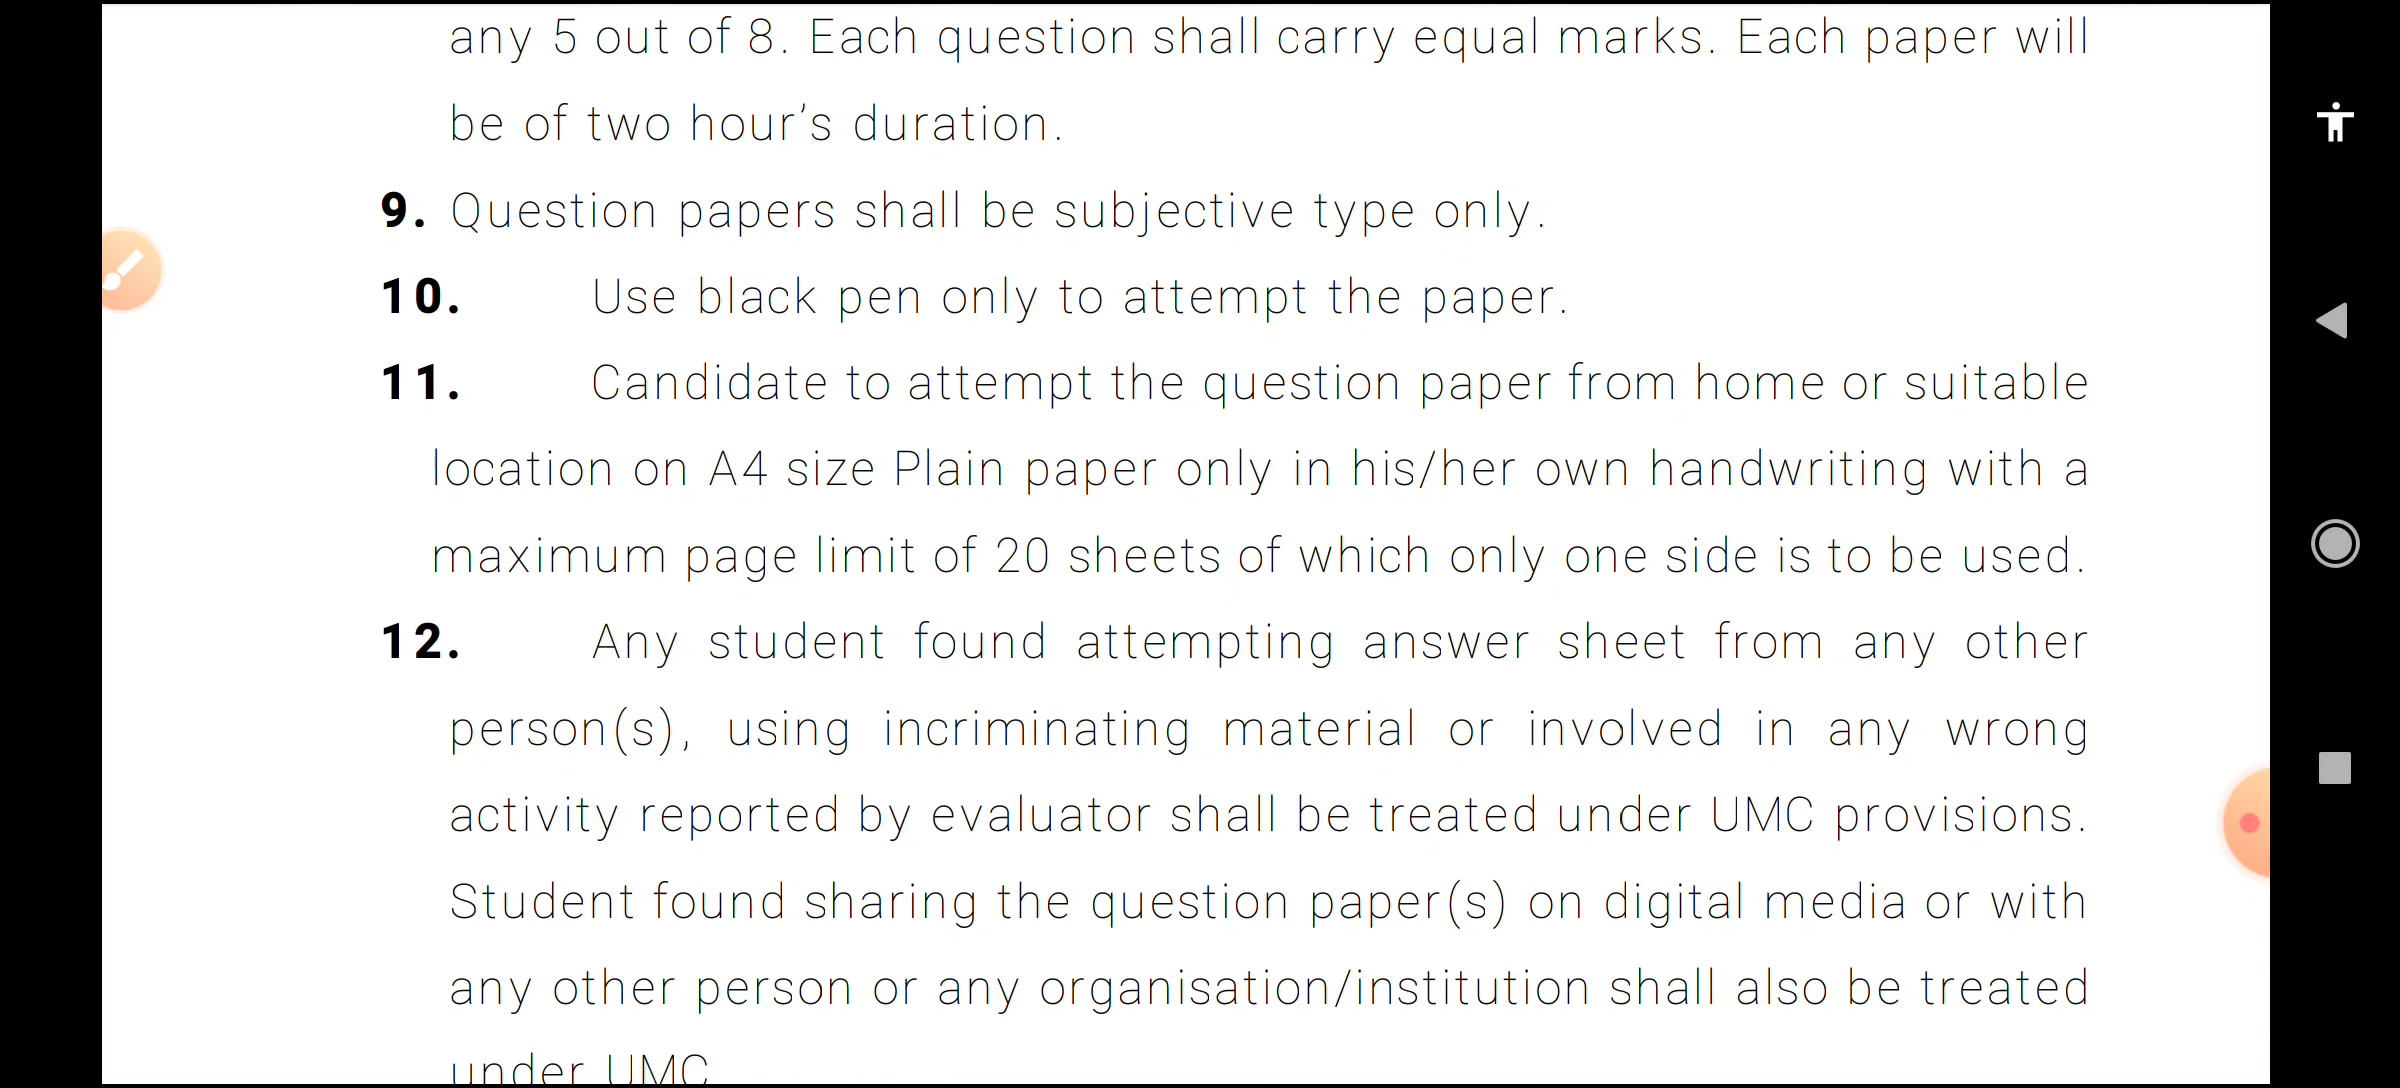 any 5 out of 8. Each question shall carry equal marks. Each paper will
be of two hour’s duration.
9. Question papers shall be subjective type only.
10. Use black pen only to attempt the paper.
11. Candidate to attempt the question paper from home or suitable
location on A4 size Plain paper only in his/her own handwriting with a
maximum page limit of 20 sheets of which only one side is to be used.
12. Any student found attempting answer sheet from any other
person(s), using incriminating material or involved in any wrong
activity reported by evaluator shall be treated under UMC provisions.
Student found sharing the question paper(s) on digital media or with
any other person or any organisation/institution shall also be treated
under UMC